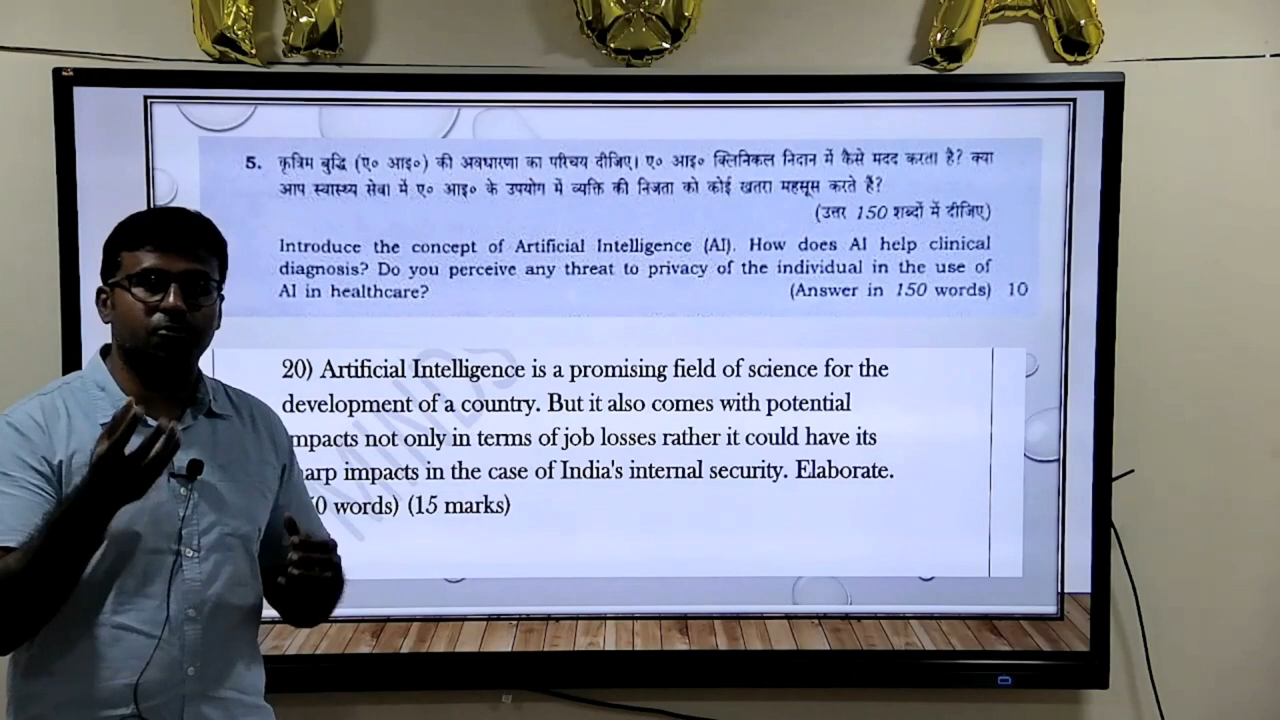 5. कृत्रिम बुद्धि (ए० आइ०) की अवधारणा का परिचय दीजिए। ए० आइ० क्लिनिकल निदान में कैसे मदद करता है? क्या
आप स्वास्थ्य सेवा में ए० आइ० के उपयोग में व्यक्ति की निजता को कोई खतरा महसूस करते हैं?
(उत्तर 150 शब्दों में दीजिए)
Introduce the concept of Artificial Intelligence (AI). How does AI help clinical
diagnosis? Do you perceive any threat to privacy of the individual in the use of
AI in healthcare? (Answer in 150 words) 10
20) Artificial Intelligence is a promising field of science for the
development of a country. But it also comes with potential
mpacts not only in terms of job losses rather it could have its
arp impacts in the case of India's internal security. Elaborate.
0 words) (15 marks)